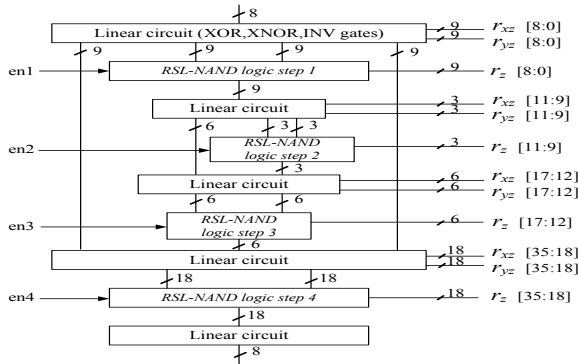 8
Linear circuit (XOR,XNOR,INV gates)
9 r_xz [8:0]
9 r_yz [8:0]
9 9 9 9
en1 RSL-NAND logic step 1 9 r_z [8:0]
9
Linear circuit 3 r_xz [11:9]
3 r_yz [11:9]
6 3 3
en2 RSL-NAND logic step 2 3 r_z [11:9]
3
Linear circuit 6 r_xz [17:12]
6 r_yz [17:12]
6 6
en3 RSL-NAND logic step 3 6 r_z [17:12]
6
Linear circuit 18 r_xz [35:18]
18 r_yz [35:18]
18 18
en4 RSL-NAND logic step 4 18 r_z [35:18]
18
Linear circuit
8